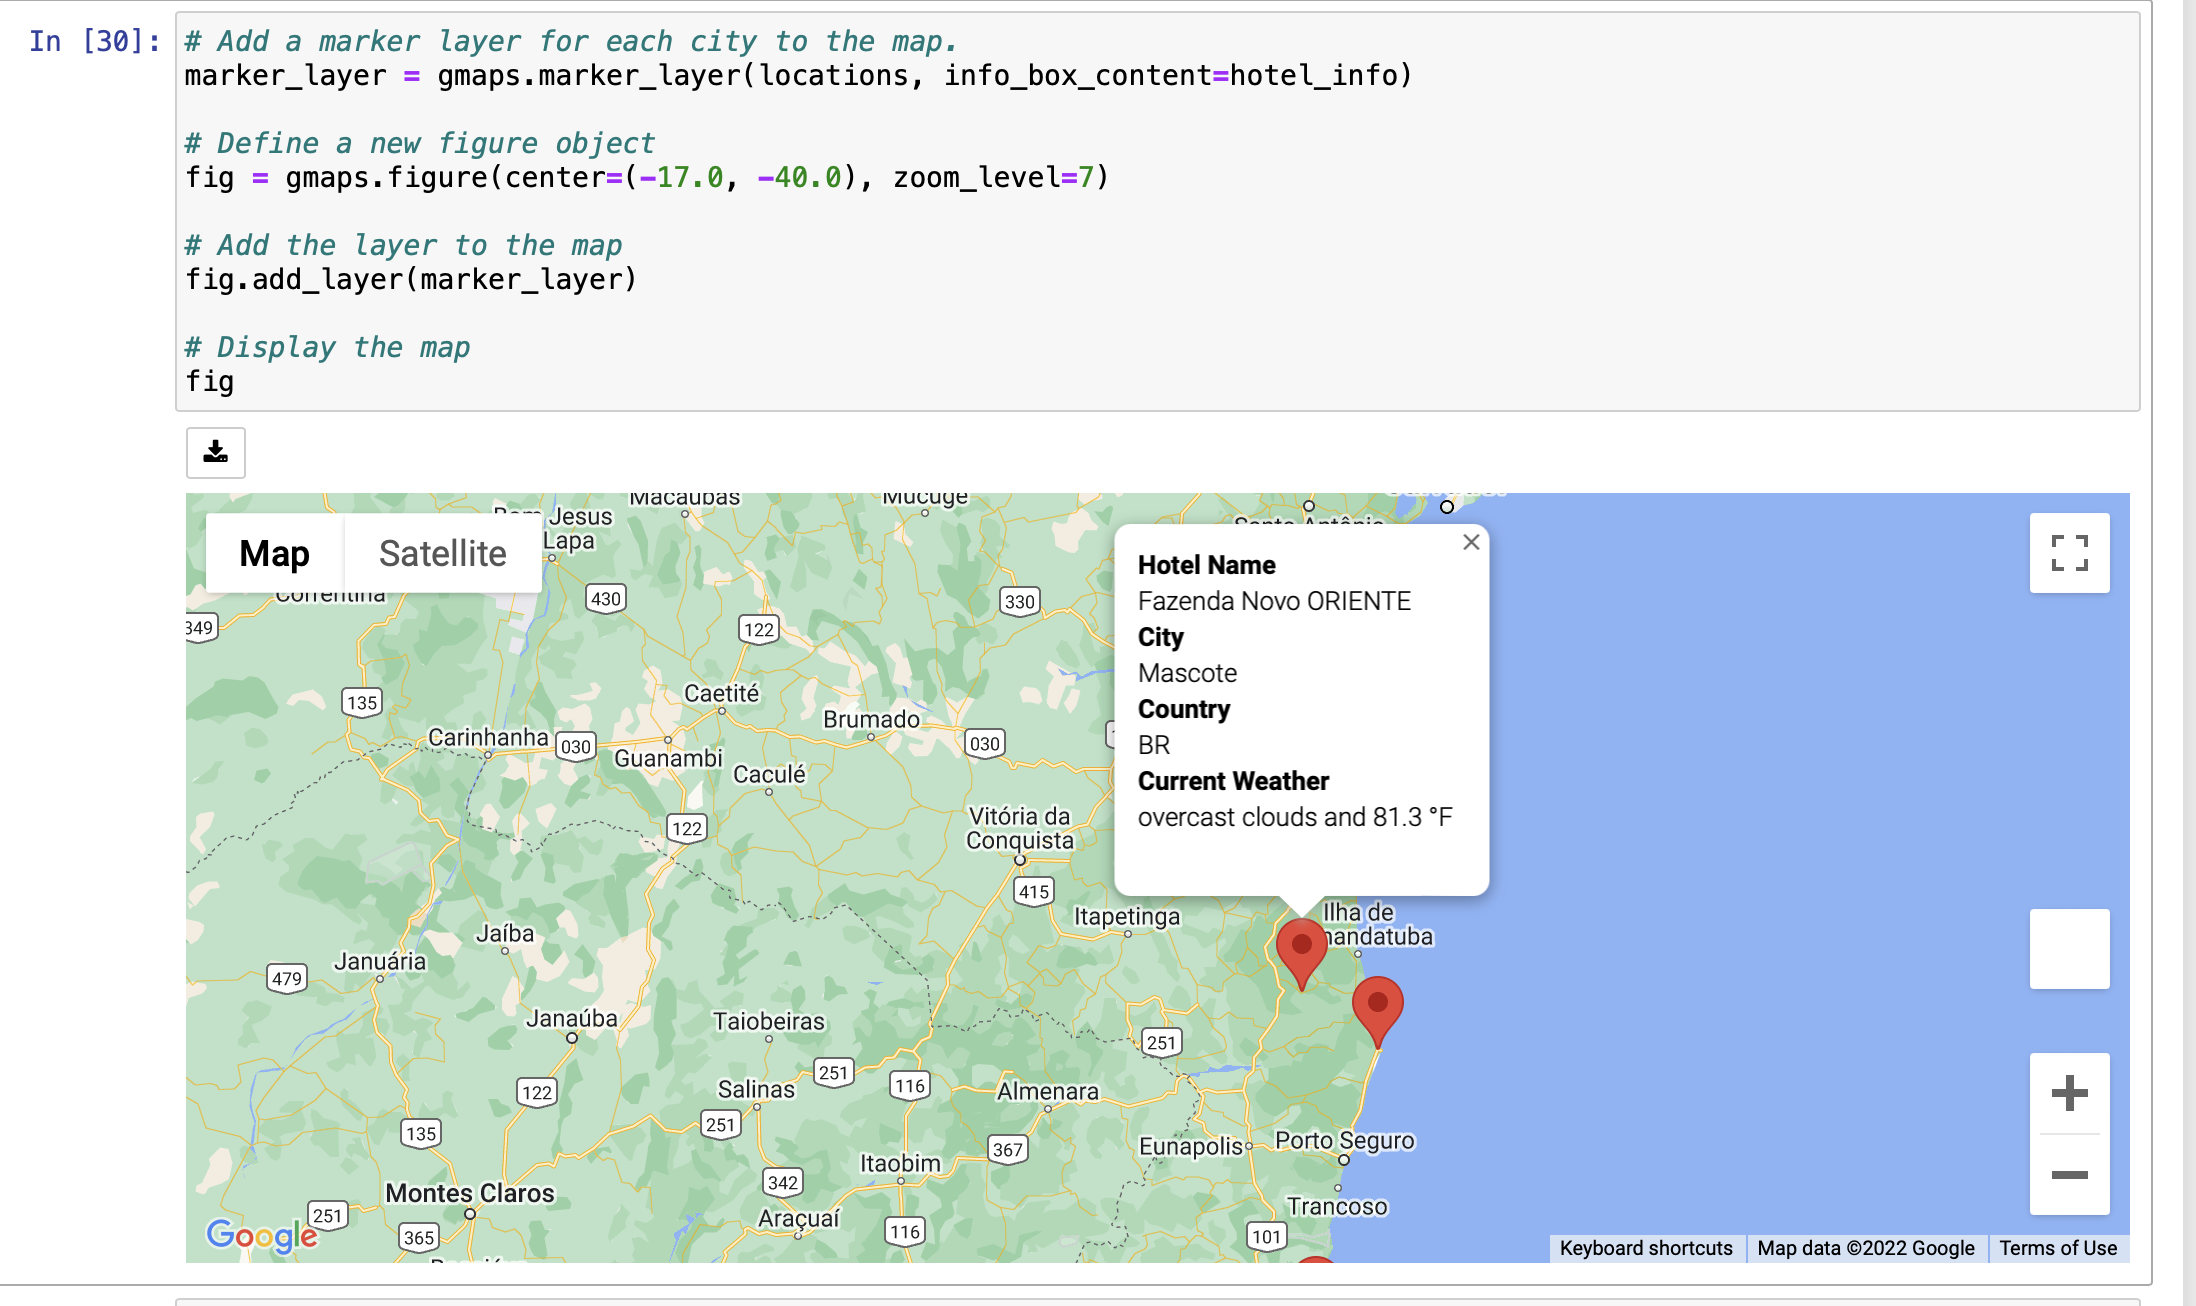 In [30]:
# Add a marker layer for each city to the map.
marker_layer = gmaps.marker_layer(locations, info_box_content=hotel_info)
# Define a new figure object
fig = gmaps.figure(center=(-17.0, -40.0), zoom_level=7)
# Add the layer to the map
fig.add_layer(marker_layer)
# Display the map
fig
Macaúbas
Mucugê
Jesus
Lapa
Map
Satellite
Correntina
Santo Antônio
Hotel Name
Fazenda Novo ORIENTE
City
Mascote
Country
BR
Current Weather
overcast clouds and 81.3 °F
430
330
349
122
135
Caetité
Brumado
Carinhanha
030
Guanambi
030
Caculé
122
Vitória da
Conquista
415
Itapetinga
Ilha de
Jaíba
Januária
479
Janaúba
Taiobeiras
251
251
122
Salinas
116
Almenara
135
251
367
Eunapolis
Porto Seguro
Itaobim
342
Montes Claros
Trancoso
251
Araçuaí
365
116
101
Google
Keyboard shortcuts
Map data ©2022 Google
Terms of Use